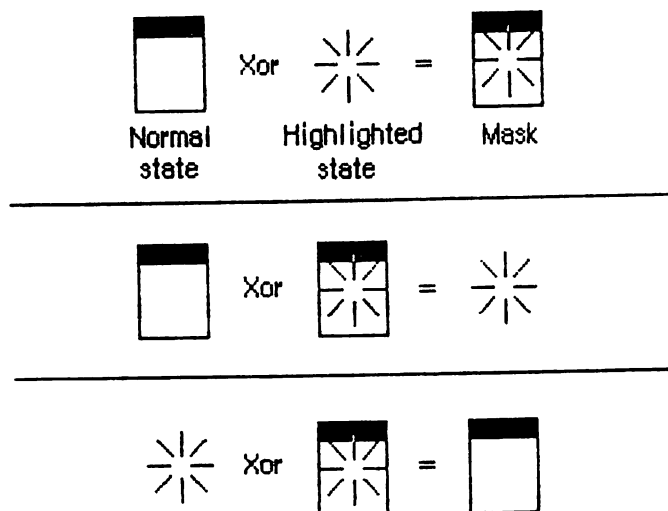 Xor =
Normal Highlighted Mask
state state
Xor =
Xor =